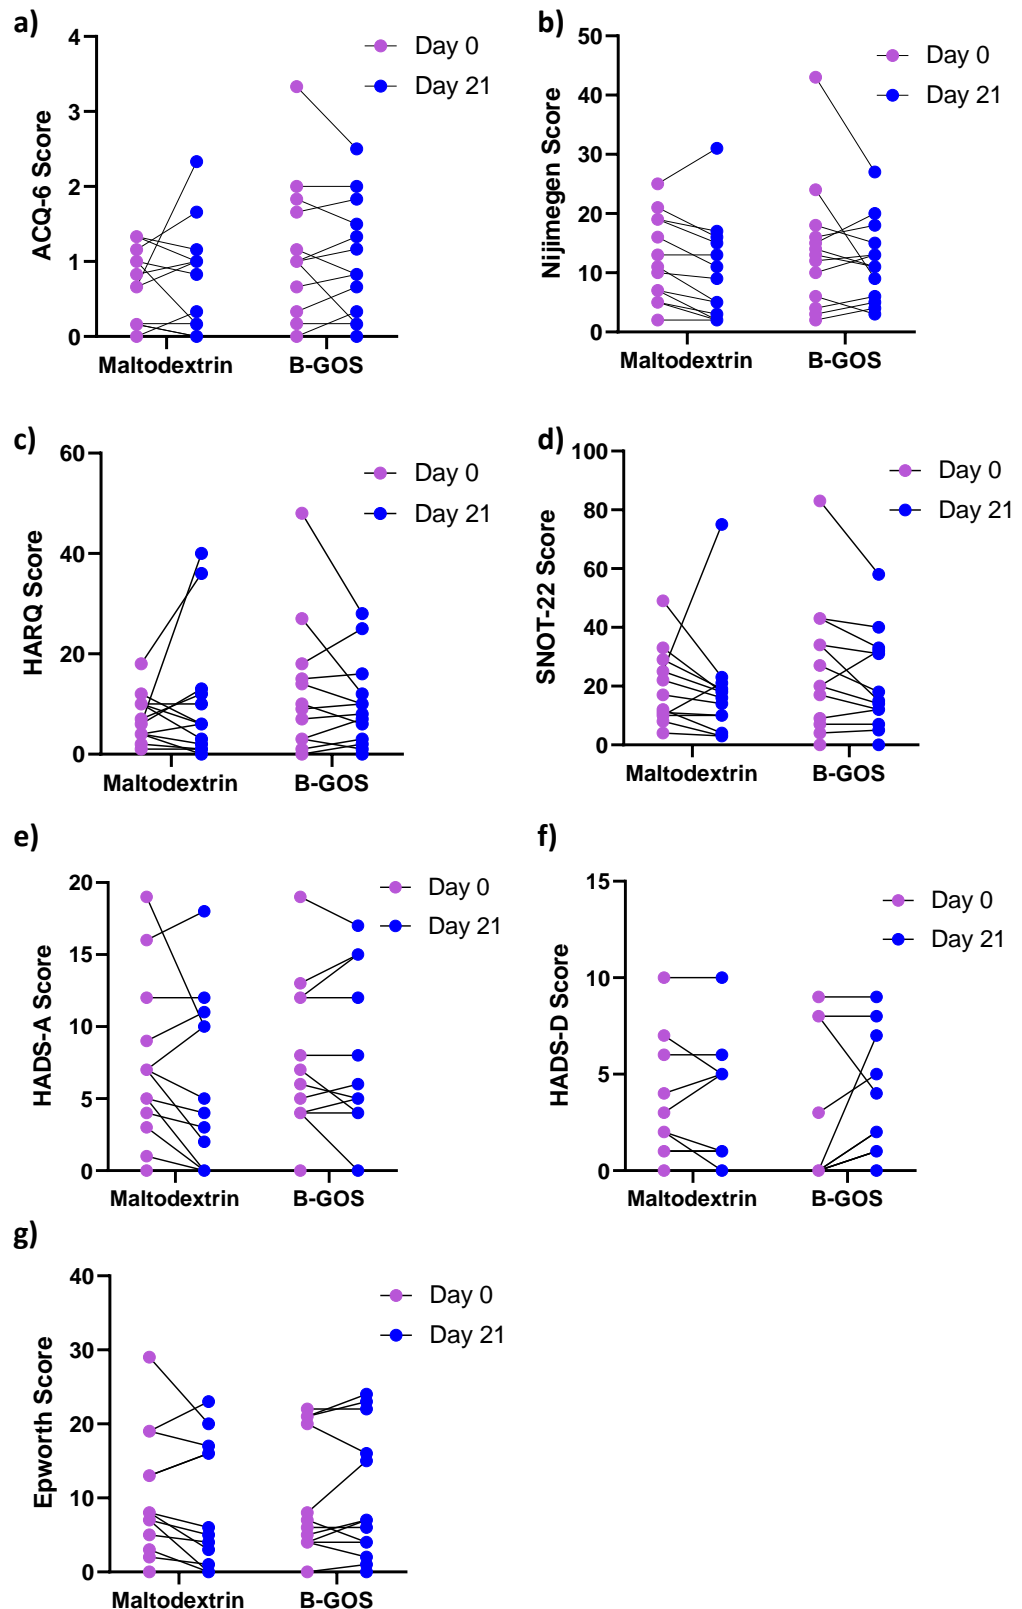 a)
4
3
2
1
0
ACQ-6 Score
Day 0
Day 21
Maltodextrin
B-GOS
b)
50
40
30
20
10
0
Nijimegen Score
Day 0
Day 21
Maltodextrin
B-GOS
c)
60
40
20
0
HARQ Score
Day 0
Day 21
Maltodextrin
B-GOS
d)
100
80
60
40
20
0
SNOT-22 Score
Day 0
Day 21
Maltodextrin
B-GOS
e)
20
15
10
5
0
HADS-A Score
Day 0
Day 21
Maltodextrin
B-GOS
f)
15
10
5
0
HADS-D Score
Day 0
Day 21
Maltodextrin
B-GOS
g)
40
30
20
10
0
Epworth Score
Day 0
Day 21
Maltodextrin
B-GOS